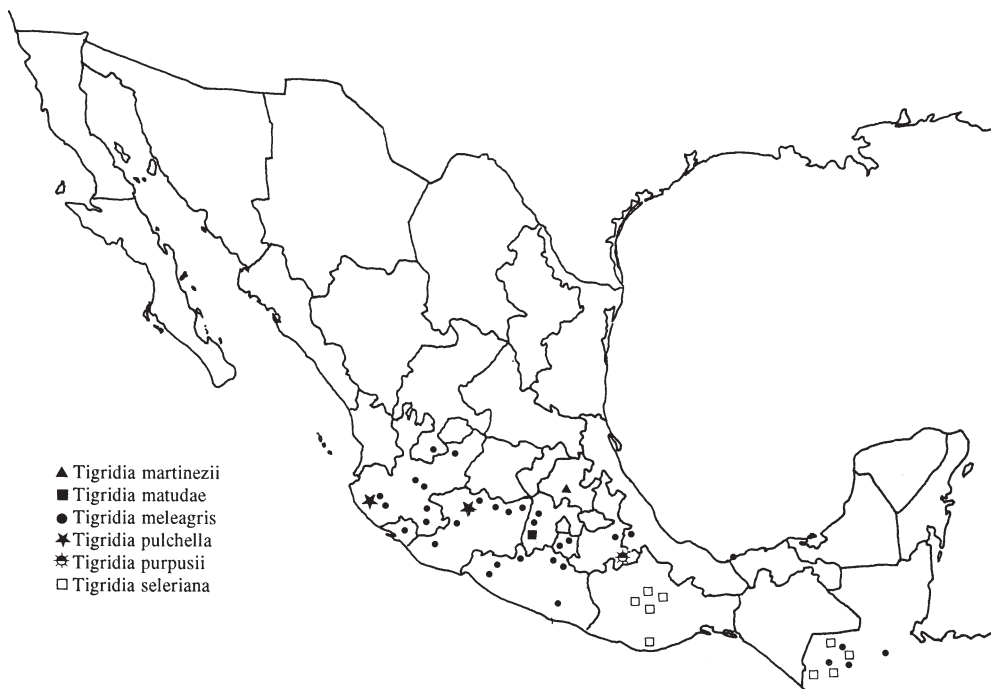 Tigridia martinezii
Tigridia matudae
Tigridia meleagris
Tigridia pulchella
Tigridia purpusii
Tigridia seleriana